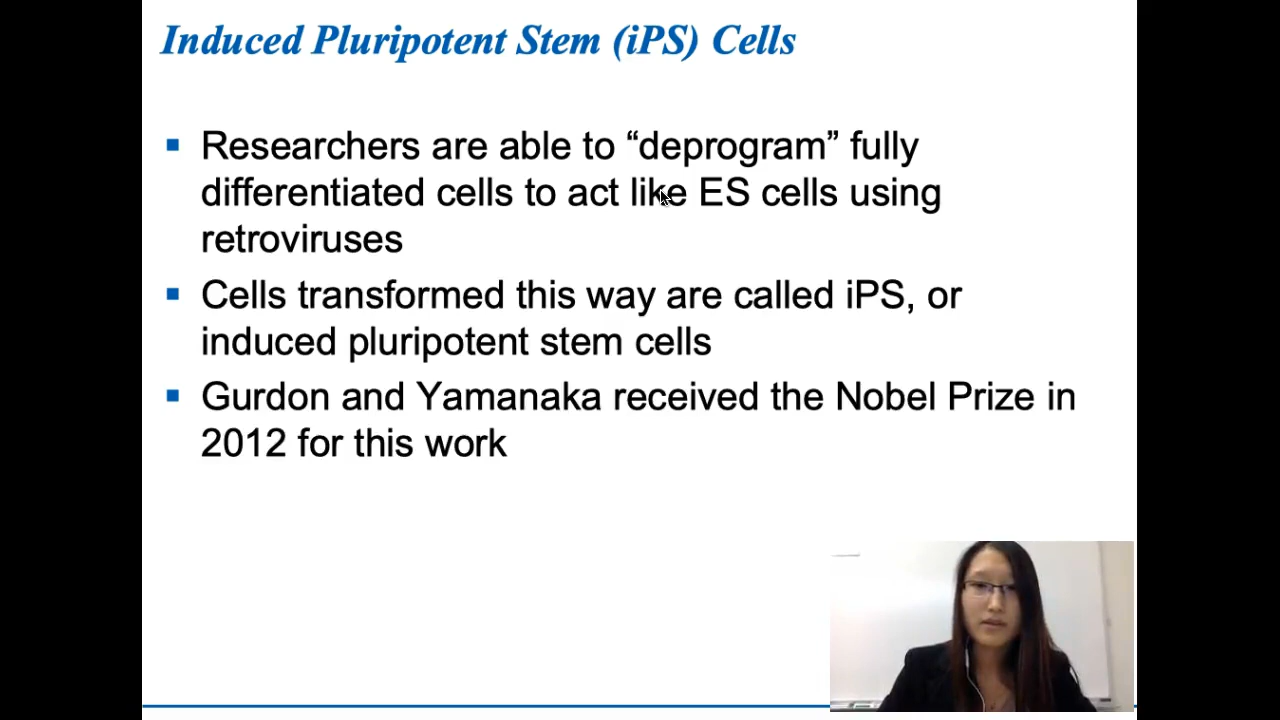 Induced Pluripotent Stem (iPS) Cells
Researchers are able to “deprogram” fully
differentiated cells to act like ES cells using
retroviruses
Cells transformed this way are called iPS, or
induced pluripotent stem cells
Gurdon and Yamanaka received the Nobel Prize in
2012 for this work